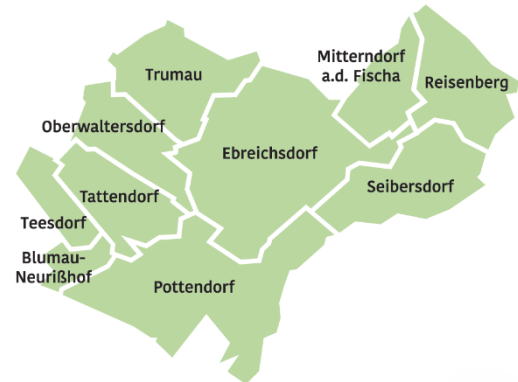 Mitterndorf
a.d. Fischa
Trumau
Reisenberg
Oberwaltersdorf
Ebreichsdorf
Seibersdorf
Tattendorf
Teesdorf
Blumau-
Neurißhof
Pottendorf